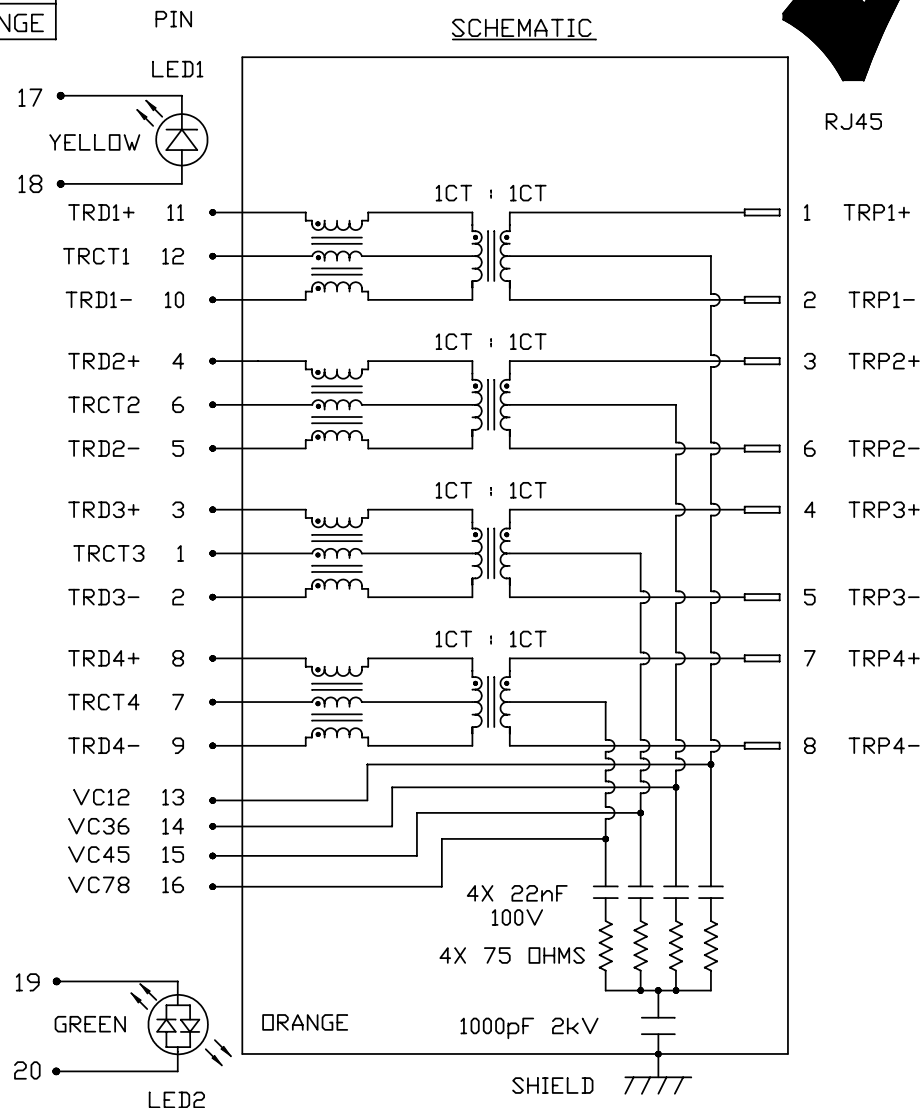 NGE
PIN
SCHEMATIC
LED1
17
YELLOW
18
RJ45
1CT : 1CT
TRD1+ 11
1 TRP1+
TRCT1 12
TRD1- 10
2 TRP1-
1CT : 1CT
TRD2+ 4
3 TRP2+
TRCT2 6
TRD2- 5
6 TRP2-
1CT : 1CT
TRD3+ 3
4 TRP3+
TRCT3 1
TRD3- 2
5 TRP3-
1CT : 1CT
TRD4+ 8
7 TRP4+
TRCT4 7
TRD4- 9
8 TRP4-
VC12 13
VC36 14
VC45 15
VC78 16
4X 22nF
100V
4X 75 OHMS
19
GREEN
20
LED2
ORANGE
1000pF 2kV
SHIELD